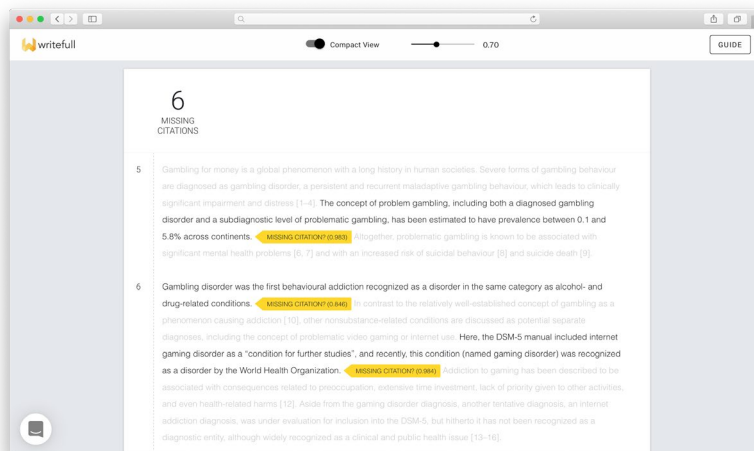 writefull
Compact View
0.70
GUIDE
6
MISSING
CITATIONS
5
Gambling for money is a global phenomenon with a long history in human societies. Severe forms of gambling behaviour
are diagnosed as gambling disorder, a persistent and recurrent maladaptive gambling behaviour, which leads to clinically
significant impairment and distress [1–4]. The concept of problem gambling, including both a diagnosed gambling
disorder and a subdiagnostic level of problematic gambling, has been estimated to have prevalence between 0.1 and
5.8% across continents. MISSING CITATION? (0.983) Altogether, problematic gambling is known to be associated with
significant mental health problems [6, 7] and with an increased risk of suicidal behaviour [8] and suicide death [9].
6
Gambling disorder was the first behavioural addiction recognized as a disorder in the same category as alcohol- and
drug-related conditions. MISSING CITATION? (0.846) In contrast to the relatively well-established concept of gambling as a
phenomenon causing addiction [10], other nonsubstance-related conditions are discussed as potential separate
diagnoses, including the concept of problematic video gaming or internet use. Here, the DSM-5 manual included internet
gaming disorder as a “condition for further studies”, and recently, this condition (named gaming disorder) was recognized
as a disorder by the World Health Organization. MISSING CITATION? (0.984) Addiction to gaming has been described to be
associated with consequences related to preoccupation, extensive time investment, lack of priority given to other activities,
and even health-related harms [12]. Aside from the gaming disorder diagnosis, another tentative diagnosis, an internet
addiction diagnosis, was under evaluation for inclusion into the DSM-5, but hitherto it has not been recognized as a
diagnostic entity, although widely recognized as a clinical and public health issue [13–16].